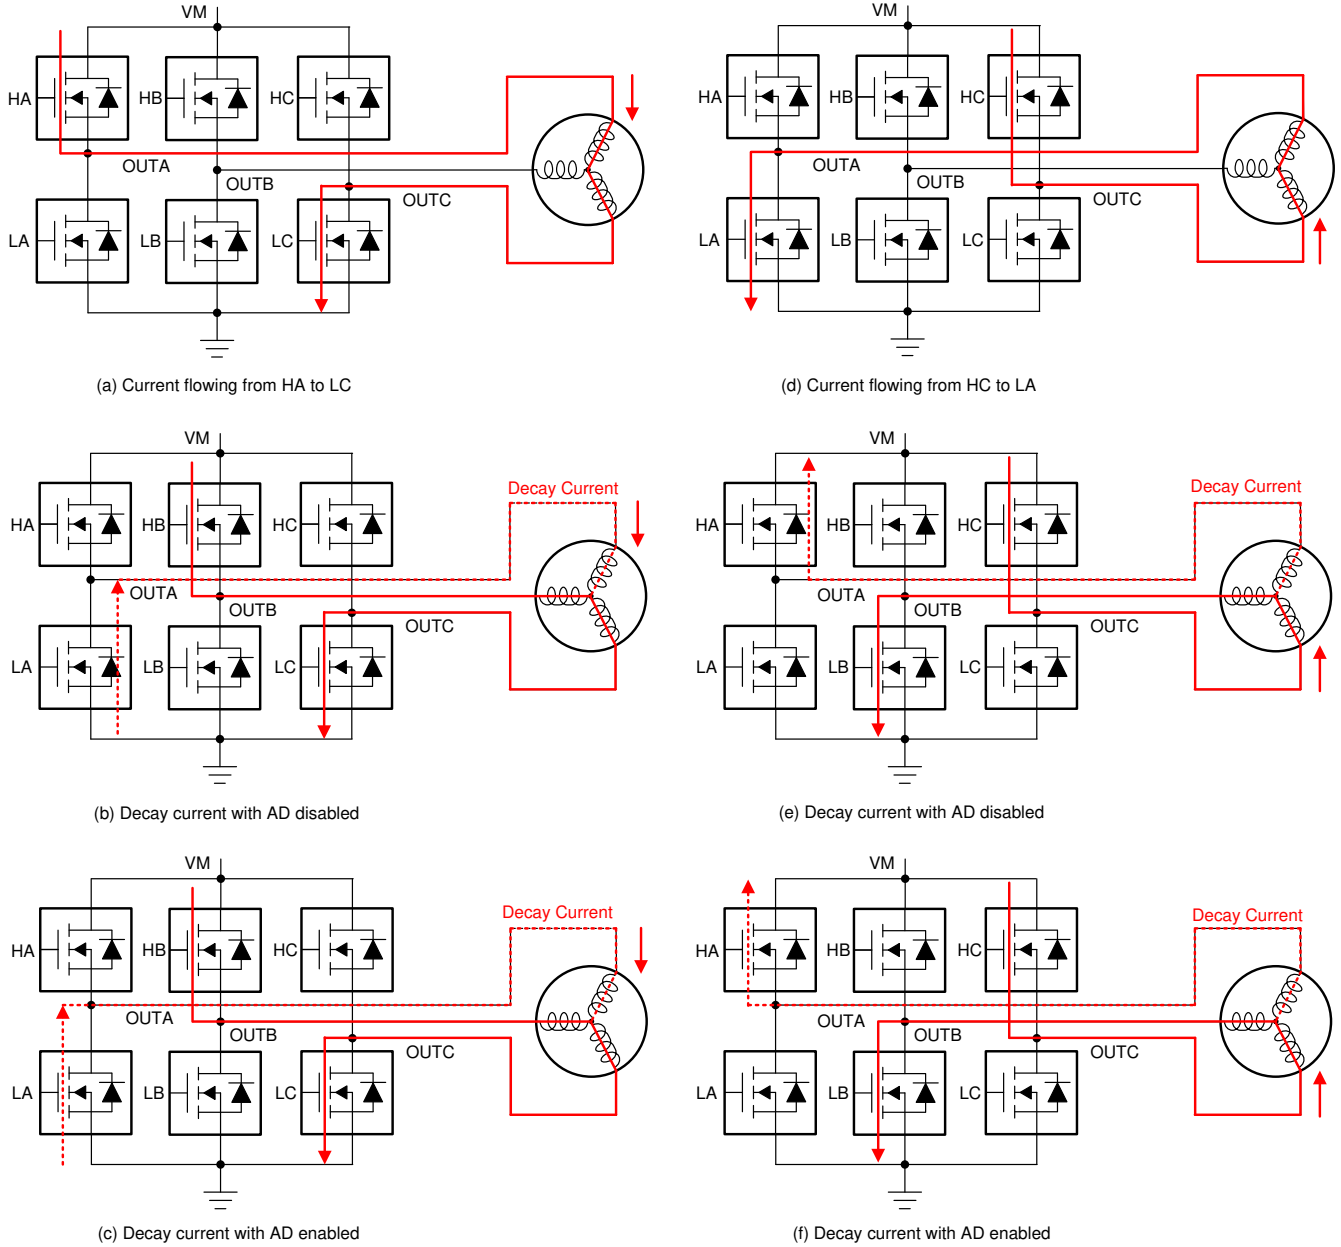 VM
HA
HB
HC
OUTA
OUTB
OUTC
LA
LB
LC
(a) Current flowing from HA to LC
VM
HA
HB
HC
OUTA
OUTB
OUTC
LA
LB
LC
(d) Current flowing from HC to LA
VM
Decay Current
HA
HB
HC
OUTA
OUTB
OUTC
LA
LB
LC
(b) Decay current with AD disabled
VM
Decay Current
HA
HB
HC
OUTA
OUTB
OUTC
LA
LB
LC
(e) Decay current with AD disabled
VM
Decay Current
HA
HB
HC
OUTA
OUTB
OUTC
LA
LB
LC
(c) Decay current with AD enabled
VM
Decay Current
HA
HB
HC
OUTA
OUTB
OUTC
LA
LB
LC
(f) Decay current with AD enabled